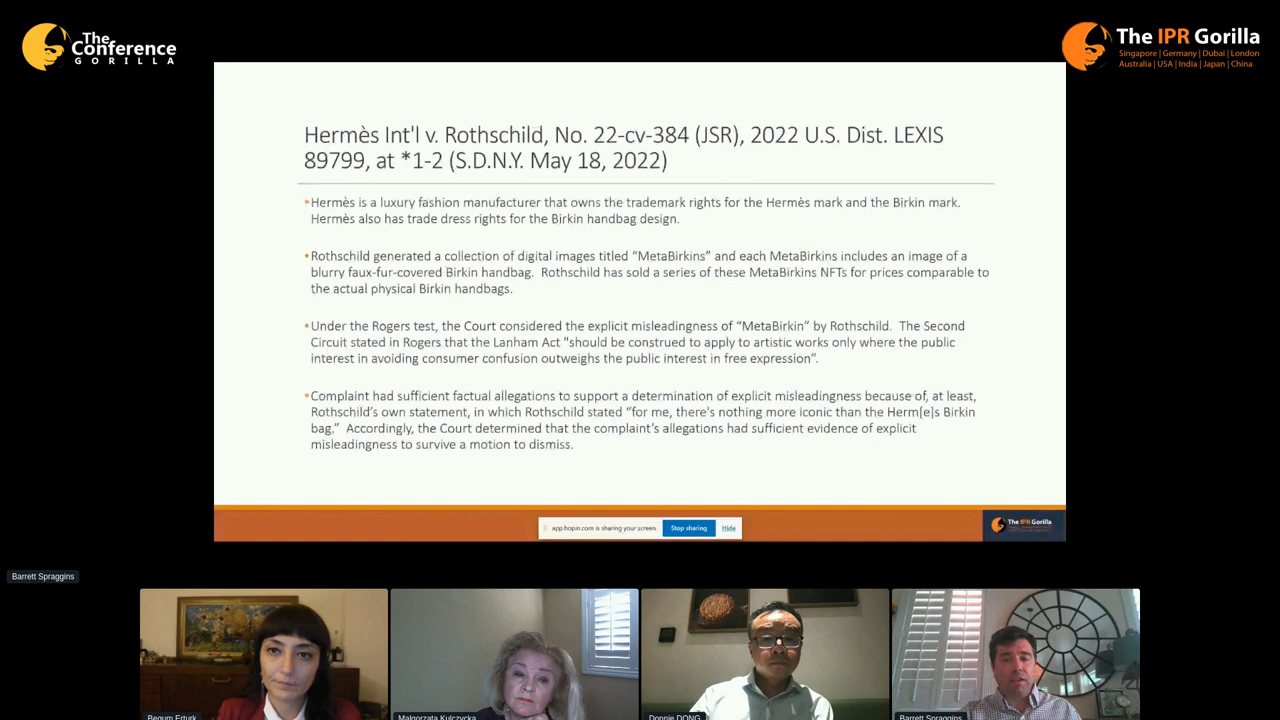 The
Conference
GORILLA
The IPR Gorilla
Singapore | Germany | Dubai | London
Australia | USA | India | Japan | China
Hermès Int'l v. Rothschild, No. 22-cv-384 (JSR), 2022 U.S. Dist. LEXIS
89799, at *1-2 (S.D.N.Y. May 18, 2022)
•Hermès is a luxury fashion manufacturer that owns the trademark rights for the Hermès mark and the Birkin mark.
Hermès also has trade dress rights for the Birkin handbag design.
•Rothschild generated a collection of digital images titled “MetaBirkins” and each MetaBirkins includes an image of a
blurry faux-fur-covered Birkin handbag. Rothschild has sold a series of these MetaBirkins NFTs for prices comparable to
the actual physical Birkin handbags.
•Under the Rogers test, the Court considered the explicit misleadingness of “MetaBirkin” by Rothschild. The Second
Circuit stated in Rogers that the Lanham Act "should be construed to apply to artistic works only where the public
interest in avoiding consumer confusion outweighs the public interest in free expression”.
•Complaint had sufficient factual allegations to support a determination of explicit misleadingness because of, at least,
Rothschild’s own statement, in which Rothschild stated “for me, there's nothing more iconic than the Herm[e]s Birkin
bag.” Accordingly, the Court determined that the complaint’s allegations had sufficient evidence of explicit
misleadingness to survive a motion to dismiss.
app.hopin.com is sharing your screen. Stop sharing Hide
The IPR Gorilla
Barrett Spraggins
Begum Erturk
Malgorzata Kulczycka
Donnie DONG
Barrett Spraggins